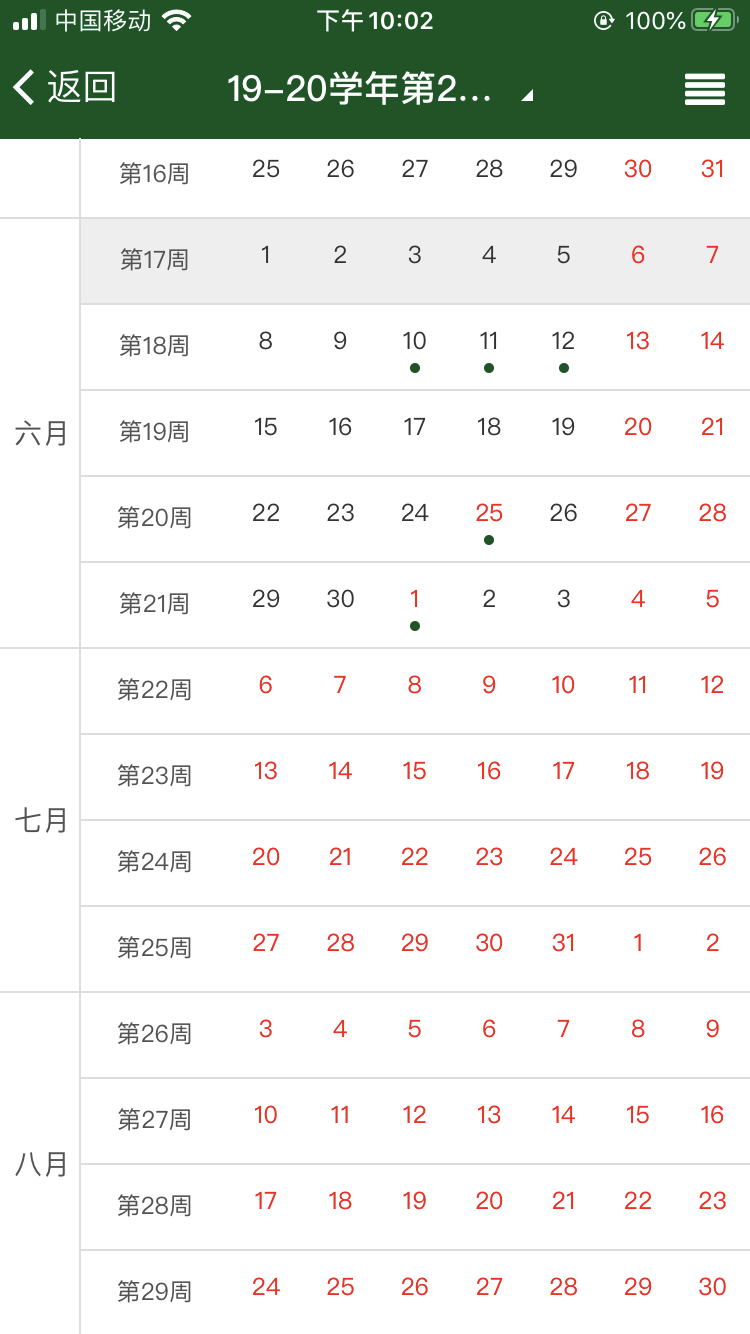 中国移动 下午10:02 100%
返回 19-20学年第2...
第16周 25 26 27 28 29 30 31
第17周 1 2 3 4 5 6 7
第18周 8 9 10 11 12 13 14
六月 第19周 15 16 17 18 19 20 21
第20周 22 23 24 25 26 27 28
第21周 29 30 1 2 3 4 5
第22周 6 7 8 9 10 11 12
第23周 13 14 15 16 17 18 19
七月
第24周 20 21 22 23 24 25 26
第25周 27 28 29 30 31 1 2
第26周 3 4 5 6 7 8 9
第27周 10 11 12 13 14 15 16
八月
第28周 17 18 19 20 21 22 23
第29周 24 25 26 27 28 29 30